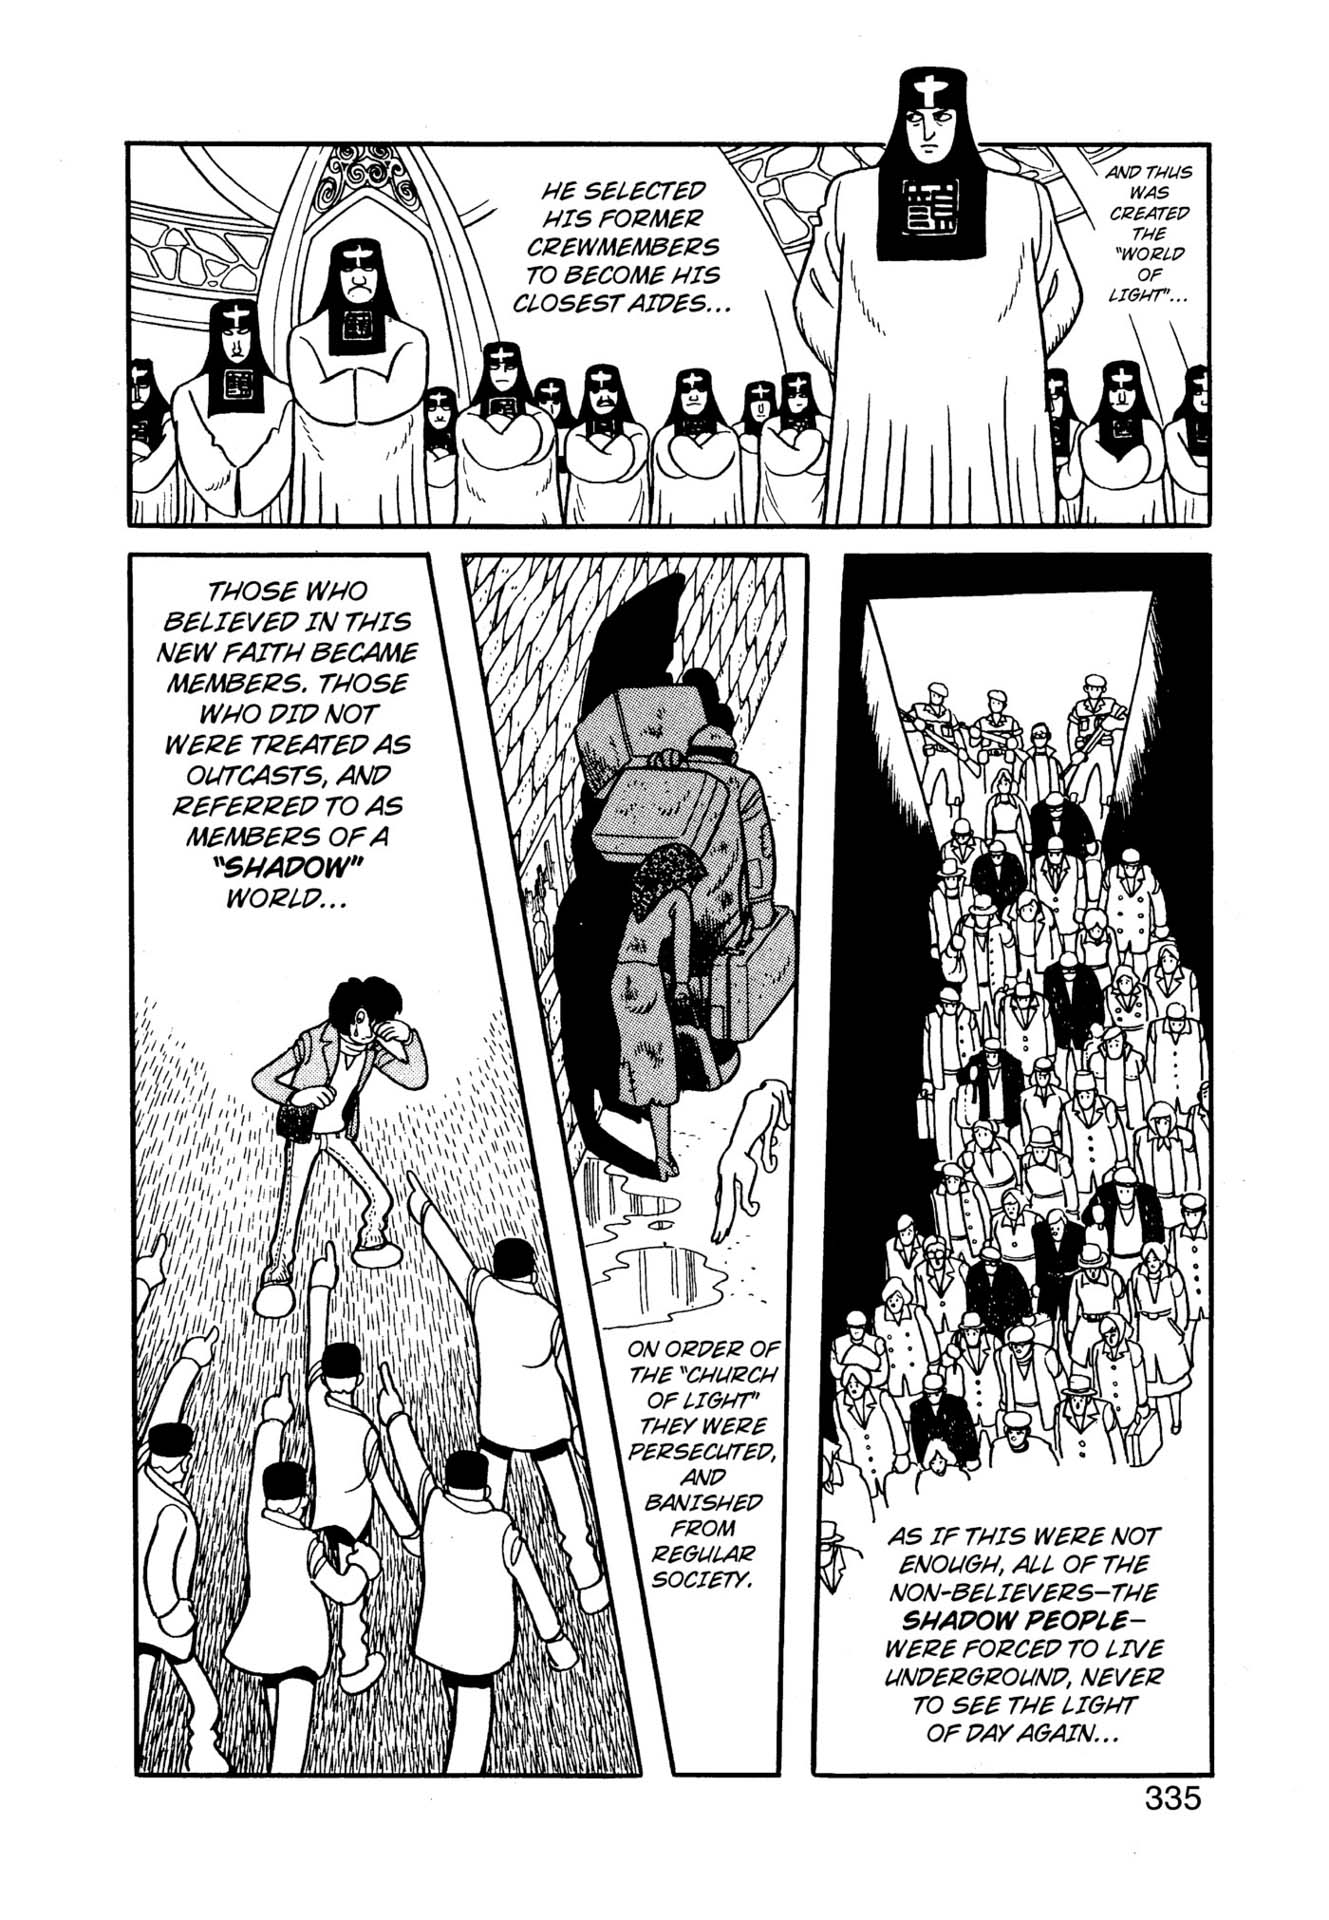 HE SELECTED
HIS FORMER
CREWMEMBERS
TO BECOME HIS
CLOSEST AIDES...
AND THUS
WAS
CREATED
THE
"WORLD
OF
LIGHT"...
THOSE WHO
BELIEVED IN THIS
NEW FAITH BECAME
MEMBERS. THOSE
WHO DID NOT
WERE TREATED AS
OUTCASTS, AND
REFERRED TO AS
MEMBERS OF A
"SHADOW"
WORLD...
ON ORDER OF
THE "CHURCH
OF LIGHT"
THEY WERE
PERSECUTED,
AND
BANISHED
FROM
REGULAR
SOCIETY.
AS IF THIS WERE NOT
ENOUGH, ALL OF THE
NON-BELIEVERS—THE
SHADOW PEOPLE—
WERE FORCED TO LIVE
UNDERGROUND, NEVER
TO SEE THE LIGHT
OF DAY AGAIN...
335